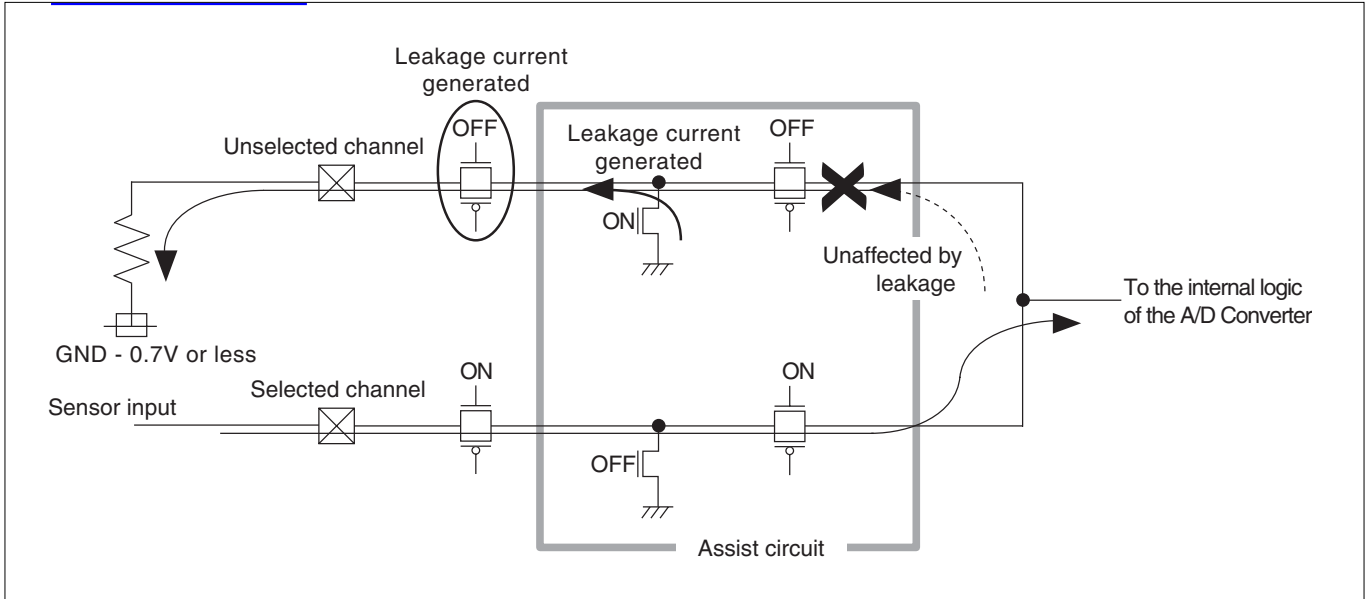 Leakage current
generated
OFF
Leakage current
generated
OFF
Unselected channel
ON
Unaffected by
leakage
To the internal logic
of the A/D Converter
GND - 0.7V or less
Selected channel
ON
ON
Sensor input
OFF
Assist circuit